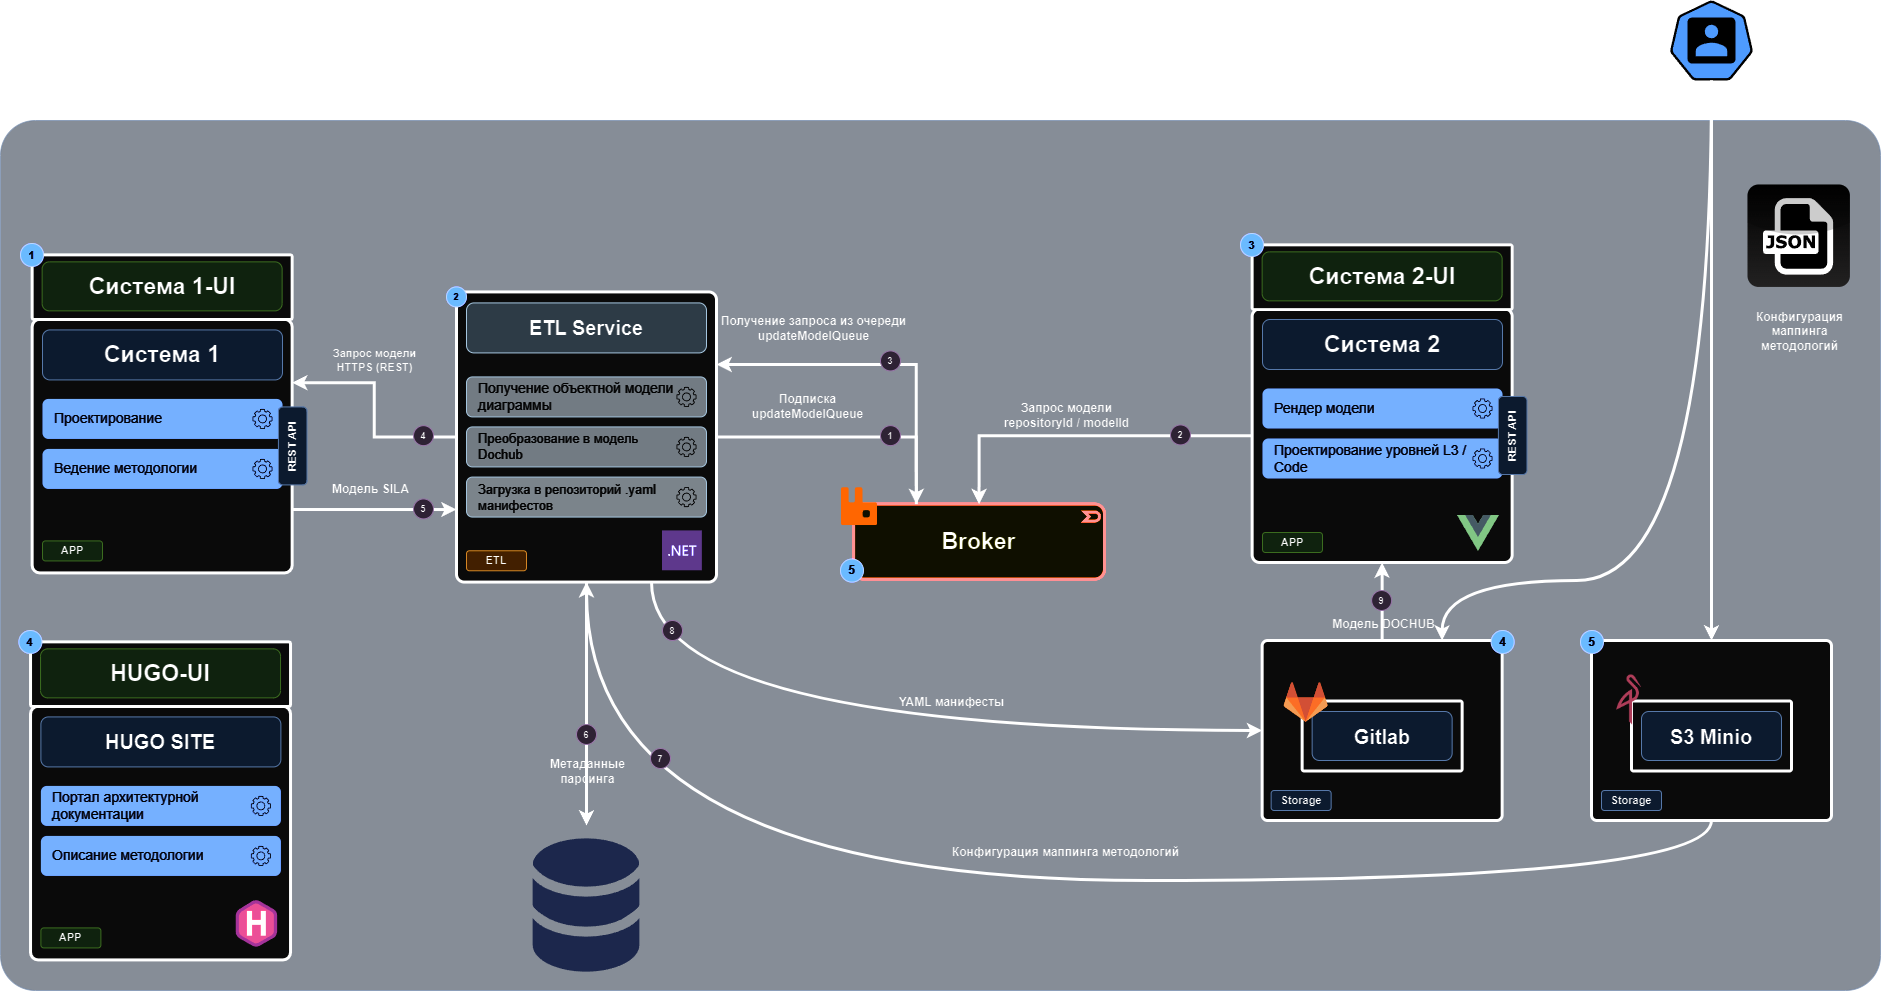 JSON
Конфигурация
маппинга
методологий
1
Система 1-UI
Система 1
Проектирование
Ведение методологии
REST API
APP
Запрос модели
HTTPS (REST)
4
Модель SILA
5
2
ETL Service
Получение объектной модели
диаграммы
Преобразование в модель
Dochub
Загрузка в репозиторий .yaml
манифестов
ETL
.NET
Получение запроса из очереди
updateModelQueue
3
Подписка
updateModelQueue
1
Broker
5
Запрос модели
repositoryId / modelId
2
3
Система 2-UI
Система 2
Рендер модели
Проектирование уровней L3 /
Code
REST API
APP
9
Модель DOCHUB
4
HUGO-UI
HUGO SITE
Портал архитектурной
документации
Описание методологии
APP
H
8
YAML манифесты
6
Метаданные
парсинга
7
Конфигурация маппинга методологий
4
Gitlab
Storage
5
S3 Minio
Storage